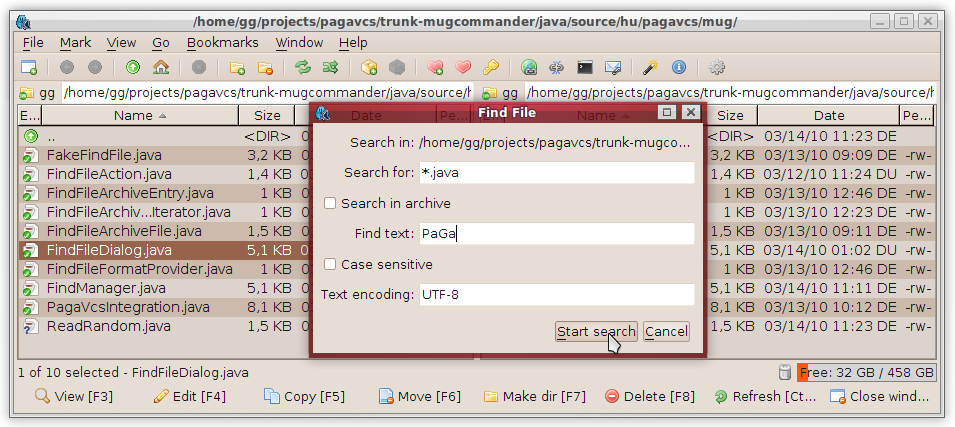 /home/gg/projects/pagavcs/trunk-mugcommander/java/source/hu/pagavcs/mug/
File Mark View Go Bookmarks Window Help
gg /home/gg/projects/pagavcs/trunk-mugcommander/java/source/h gg /home/gg/projects/pagavcs/trunk-mugcommander/java/source/h
E... Name Size Date Pe... Size Date Pe...
.. <DIR> <DIR> 03/14/10 11:23 DE
FakeFindFile.java 3,2 KB 3,2 KB 03/13/10 09:09 DE -rw-
FindFileAction.java 1,4 KB 1,4 KB 03/12/10 11:24 DU -rw-
FindFileArchiveEntry.java 1 KB 1 KB 03/13/10 12:46 DE -rw-
FindFileArchiv...Iterator.java 1 KB 1 KB 03/13/10 12:23 DE -rw-
FindFileArchiveFile.java 1,5 KB 1,5 KB 03/13/10 09:11 DE -rw-
FindFileDialog.java 5,1 KB 5,1 KB 03/14/10 01:02 DU -rw-
FindFileFormatProvider.java 1 KB 1 KB 03/13/10 12:46 DE -rw-
FindManager.java 5,1 KB 5,1 KB 03/14/10 11:11 DE -rw-
PagaVcsIntegration.java 8,1 KB 8,1 KB 03/13/10 10:12 DE -rw-
ReadRandom.java 1,5 KB 1,5 KB 03/14/10 11:23 DE -rw-
Find File
Search in: /home/gg/projects/pagavcs/trunk-mugco...
Search for: *.java
Search in archive
Find text: PaGa
Case sensitive
Text encoding: UTF-8
Start search Cancel
1 of 10 selected - FindFileDialog.java Free: 32 GB / 458 GB
View [F3] Edit [F4] Copy [F5] Move [F6] Make dir [F7] Delete [F8] Refresh [Ct... Close wind...